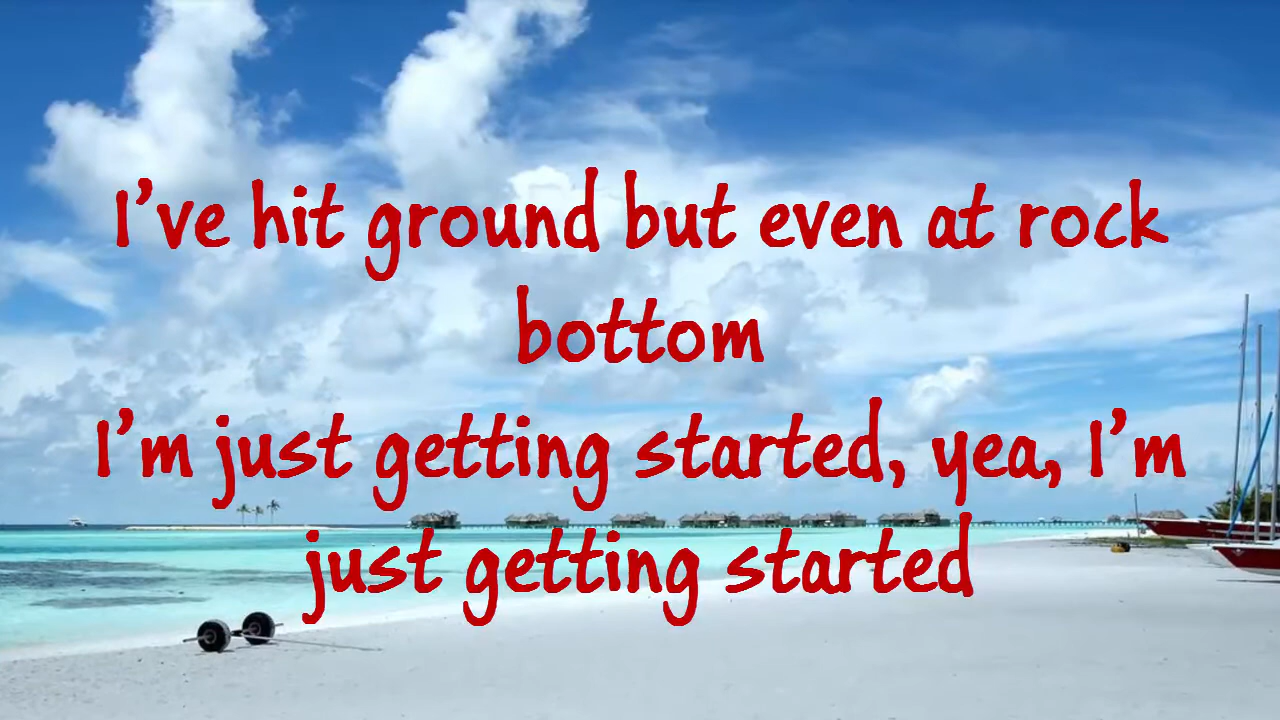 I've hit ground but even at rock
bottom
I'm just getting started, yea, I'm
just getting started